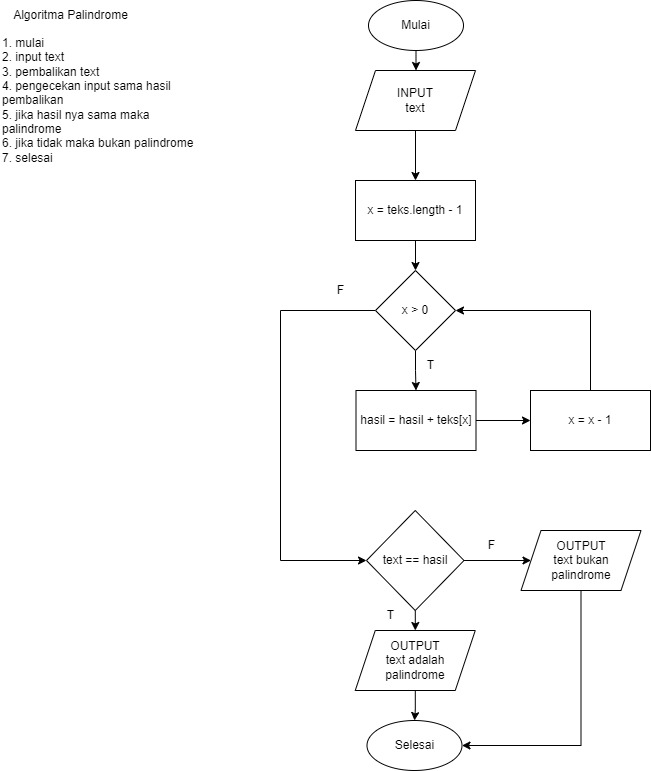 Algoritma Palindrome
1. mulai
2. input text
3. pembalikan text
4. pengecekan input sama hasil
pembalikan
5. jika hasil nya sama maka
palindrome
6. jika tidak maka bukan palindrome
7. selesai
Mulai
INPUT
text
x = teks.length - 1
F
x > 0
T
hasil = hasil + teks[x]
x = x - 1
text == hasil
F
OUTPUT
text bukan
palindrome
T
OUTPUT
text adalah
palindrome
Selesai